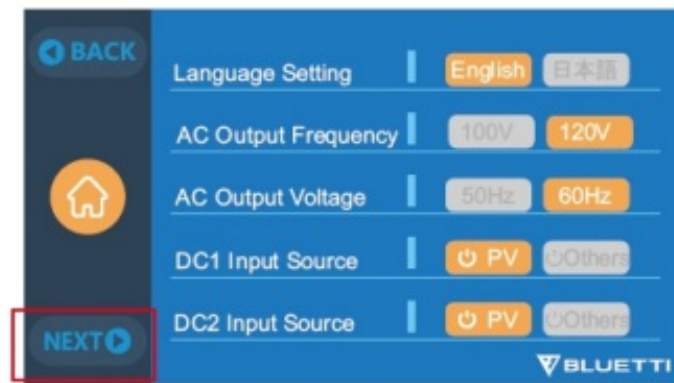 BACK
Language Setting English 日本語
AC Output Frequency 100V 120V
AC Output Voltage 50Hz 60Hz
DC1 Input Source PV Others
DC2 Input Source PV Others
NEXT
BLUETTI